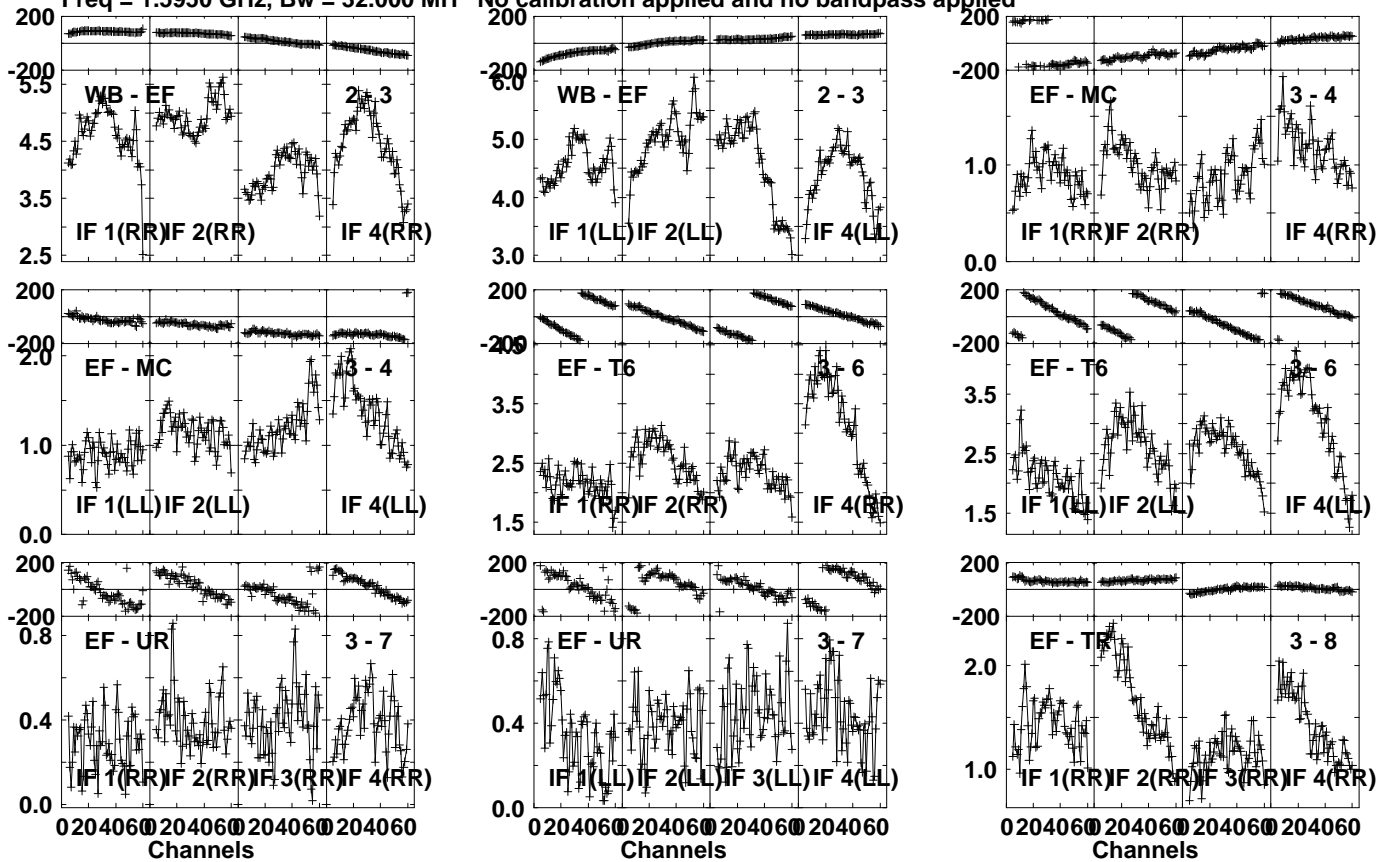 Freq = 1.5950 GHz, Bw = 32.000 MH No calibration applied and no bandpass applied
200 200 200
-200 -200 -200
5.5 WB - EF 2 - 3 6.0 WB - EF 2 - 3 EF - MC 3 - 4
4.5 5.0 1.0
3.5 4.0
IF 1(RR) IF 2(RR) IF 4(RR) IF 1(LL) IF 2(LL) IF 4(LL) IF 1(RR) IF 2(RR) IF 4(RR)
2.5 3.0 0.0
200 200 200
-200 -200 -200
2.0 EF - MC 3 - 4 4.5 EF - T6 3 - 6 EF - T6 3 - 6
3.5 3.5
1.0 2.5 2.5
IF 1(LL) IF 2(LL) IF 4(LL) IF 1(RR) IF 2(RR) IF 4(RR) IF 1(LL) IF 2(LL) IF 4(LL)
0.0 1.5 1.5
200 200 200
-200 -200 -200
0.8 EF - UR 3 - 7 0.8 EF - UR 3 - 7 EF - TR 3 - 8
2.0
0.4 0.4
IF 1(RR) IF 2(RR) IF 3(RR) IF 4(RR) IF 1(LL) IF 2(LL) IF 3(LL) IF 4(LL) 1.0 IF 1(RR) IF 2(RR) IF 3(RR) IF 4(RR)
0.0 0.0
0 20 40 60 0 20 40 60 0 20 40 60 0 20 40 60 0 20 40 60 0 20 40 60 0 20 40 60 0 20 40 60 0 20 40 60 0 20 40 60 0 20 40 60 0 20 40 60
Channels Channels Channels